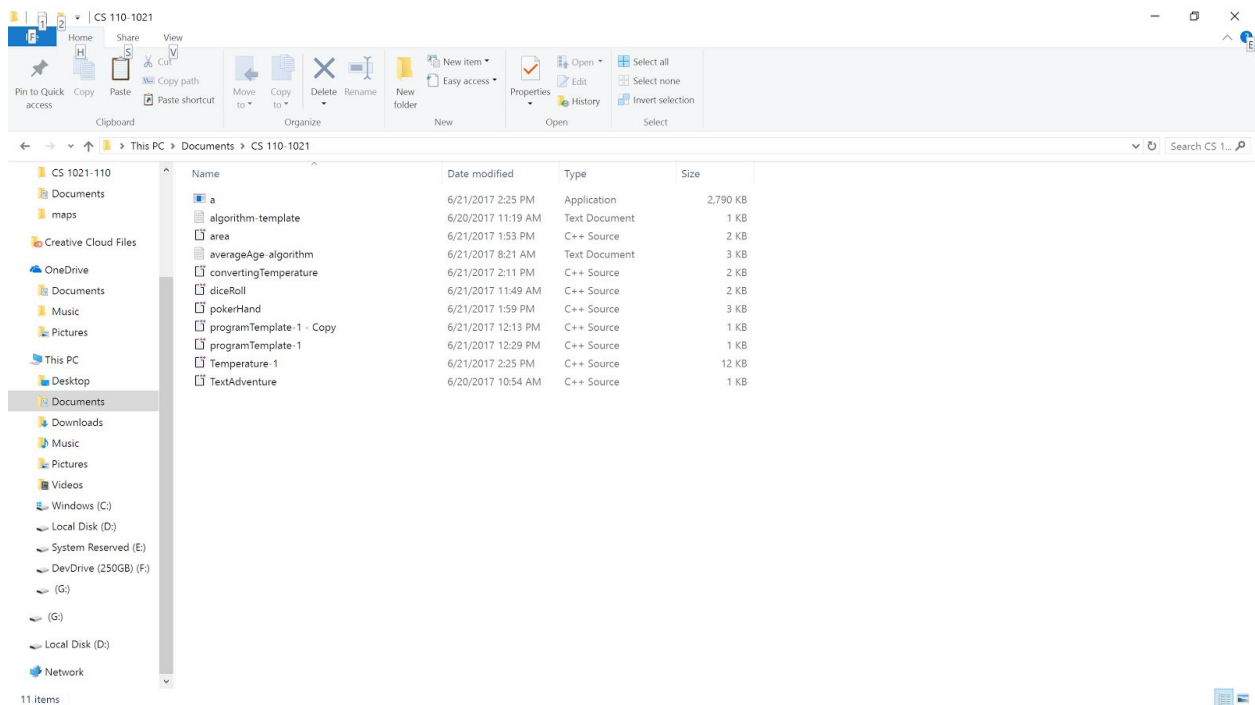 1 2 CS 110-1021
F Home Share View
H S V E
Pin to Quick access
Copy
Paste
Cut
Copy path
Paste shortcut
Clipboard
Move to
Copy to
Delete
Rename
Organize
New folder
New item
Easy access
New
Properties
Open
Edit
History
Open
Select all
Select none
Invert selection
Select
This PC > Documents > CS 110-1021
Search CS 1...
CS 1021-110
Documents
maps
Creative Cloud Files
OneDrive
Documents
Music
Pictures
This PC
Desktop
Documents
Downloads
Music
Pictures
Videos
Windows (C:)
Local Disk (D:)
System Reserved (E:)
DevDrive (250GB) (F:)
(G:)
(G:)
Local Disk (D:)
Network
Name Date modified Type Size
a 6/21/2017 2:25 PM Application 2,790 KB
algorithm-template 6/20/2017 11:19 AM Text Document 1 KB
area 6/21/2017 1:53 PM C++ Source 2 KB
averageAge-algorithm 6/21/2017 8:21 AM Text Document 3 KB
convertingTemperature 6/21/2017 2:11 PM C++ Source 2 KB
diceRoll 6/21/2017 11:49 AM C++ Source 2 KB
pokerHand 6/21/2017 1:59 PM C++ Source 3 KB
programTemplate-1 - Copy 6/21/2017 12:13 PM C++ Source 1 KB
programTemplate-1 6/21/2017 12:29 PM C++ Source 1 KB
Temperature-1 6/21/2017 2:25 PM C++ Source 12 KB
TextAdventure 6/20/2017 10:54 AM C++ Source 1 KB
11 items